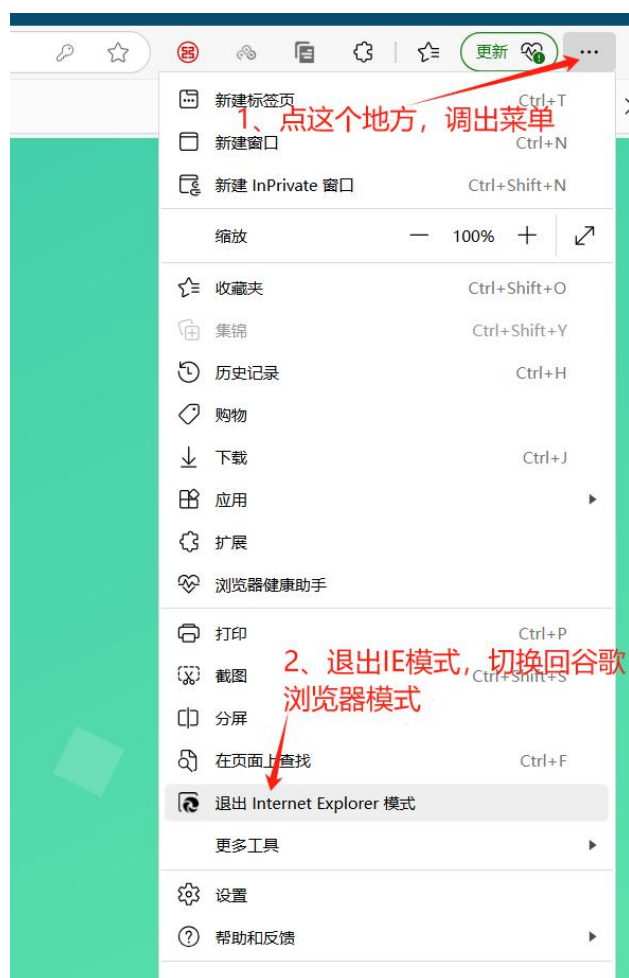 更新
新建标签页 Ctrl+T
1、点这个地方，调出菜单
新建窗口 Ctrl+N
新建 InPrivate 窗口 Ctrl+Shift+N
缩放 — 100% +
收藏夹 Ctrl+Shift+O
集锦 Ctrl+Shift+Y
历史记录 Ctrl+H
购物
下载 Ctrl+J
应用
扩展
浏览器健康助手
打印 Ctrl+P
2、退出IE模式，切换回谷歌
截图 Ctrl+Shift+S
浏览器模式
分屏
在页面上查找 Ctrl+F
退出 Internet Explorer 模式
更多工具
设置
帮助和反馈